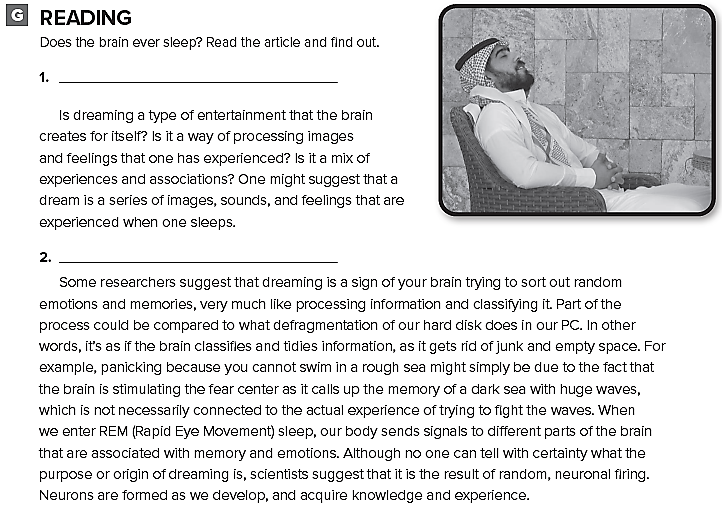 G READING
Does the brain ever sleep? Read the article and find out.
1.
Is dreaming a type of entertainment that the brain
creates for itself? Is it a way of processing images
and feelings that one has experienced? Is it a mix of
experiences and associations? One might suggest that a
dream is a series of images, sounds, and feelings that are
experienced when one sleeps.
2.
Some researchers suggest that dreaming is a sign of your brain trying to sort out random
emotions and memories, very much like processing information and classifying it. Part of the
process could be compared to what defragmentation of our hard disk does in our PC. In other
words, it's as if the brain classifies and tidies information, as it gets rid of junk and empty space. For
example, panicking because you cannot swim in a rough sea might simply be due to the fact that
the brain is stimulating the fear center as it calls up the memory of a dark sea with huge waves,
which is not necessarily connected to the actual experience of trying to fight the waves. When
we enter REM (Rapid Eye Movement) sleep, our body sends signals to different parts of the brain
that are associated with memory and emotions. Although no one can tell with certainty what the
purpose or origin of dreaming is, scientists suggest that it is the result of random, neuronal firing.
Neurons are formed as we develop, and acquire knowledge and experience.